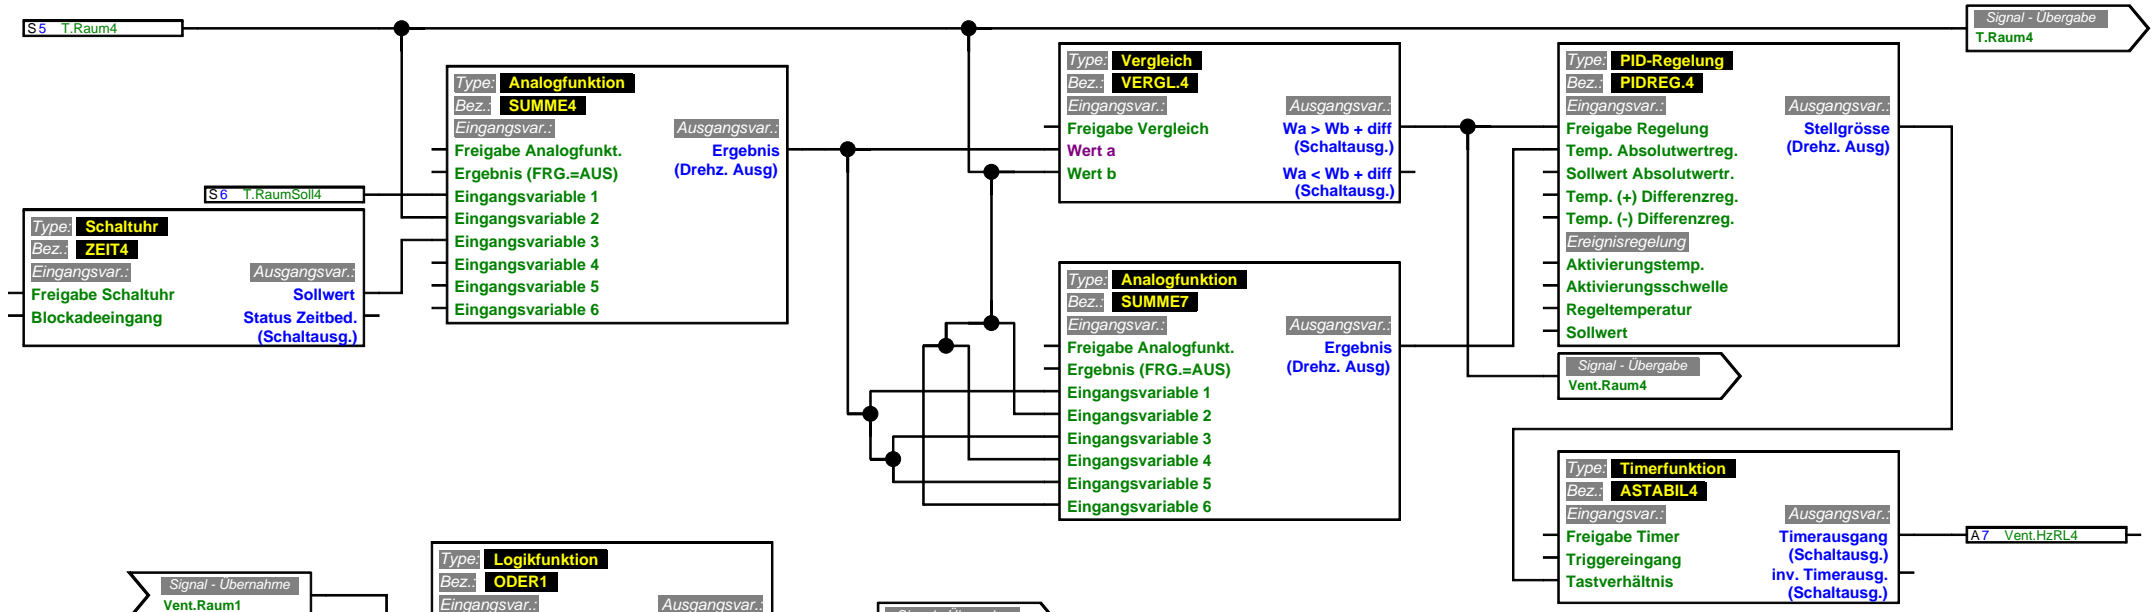 S5 T.Raum4
Signal - Übergabe
T.Raum4
Type: Analogfunktion
Bez.: SUMME4
Eingangsvar.: Ausgangsvar.:
Freigabe Analogfunkt. Ergebnis
Ergebnis (FRG.=AUS) (Drehz. Ausg)
Eingangsvariable 1
Eingangsvariable 2
Eingangsvariable 3
Eingangsvariable 4
Eingangsvariable 5
Eingangsvariable 6
S6 T.RaumSoll4
Type: Schaltuhr
Bez.: ZEIT4
Eingangsvar.: Ausgangsvar.:
Freigabe Schaltuhr Sollwert
Blockadeeingang Status Zeitbed.
(Schaltausg.)
Type: Vergleich
Bez.: VERGL.4
Eingangsvar.: Ausgangsvar.:
Freigabe Vergleich Wa > Wb + diff
Wert a (Schaltausg.)
Wert b Wa < Wb + diff
(Schaltausg.)
Type: Analogfunktion
Bez.: SUMME7
Eingangsvar.: Ausgangsvar.:
Freigabe Analogfunkt. Ergebnis
Ergebnis (FRG.=AUS) (Drehz. Ausg)
Eingangsvariable 1
Eingangsvariable 2
Eingangsvariable 3
Eingangsvariable 4
Eingangsvariable 5
Eingangsvariable 6
Type: PID-Regelung
Bez.: PIDREG.4
Eingangsvar.: Ausgangsvar.:
Freigabe Regelung Stellgrösse
Temp. Absolutwertreg. (Drehz. Ausg)
Sollwert Absolutwertr.
Temp. (+) Differenzreg.
Temp. (-) Differenzreg.
Ereignisregelung
Aktivierungstemp.
Aktivierungsschwelle
Regeltemperatur
Sollwert
Signal - Übergabe
Vent.Raum4
Type: Timerfunktion
Bez.: ASTABIL4
Eingangsvar.: Ausgangsvar.:
Freigabe Timer Timerausgang
Triggereingang (Schaltausg.)
Tastverhältnis inv. Timerausg.
(Schaltausg.)
A7 Vent.HzRL4
Signal - Übernahme
Vent.Raum1
Type: Logikfunktion
Bez.: ODER1
Eingangsvar.: Ausgangsvar.: